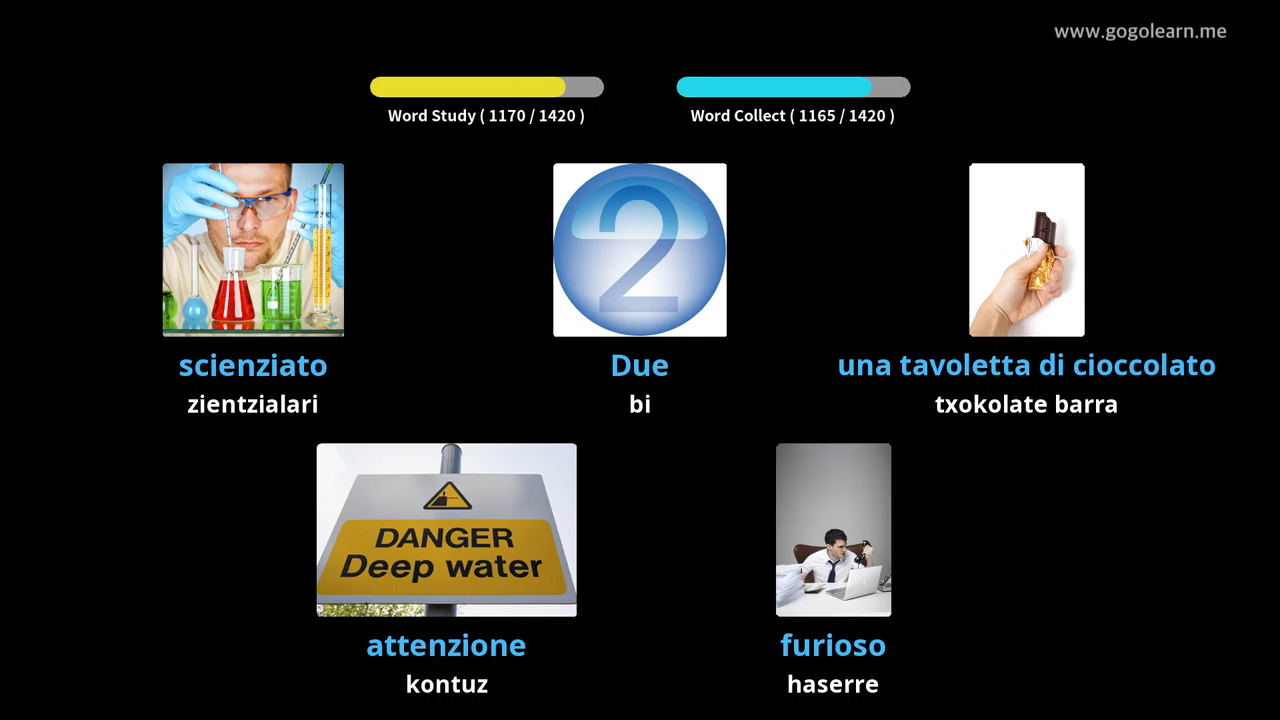 www.gogolearn.me
Word Study ( 1170 / 1420 )
Word Collect ( 1165 / 1420 )
2
scienziato
Due
una tavoletta di cioccolato
zientzialari
bi
txokolate barra
DANGER
Deep water
attenzione
furioso
kontuz
haserre